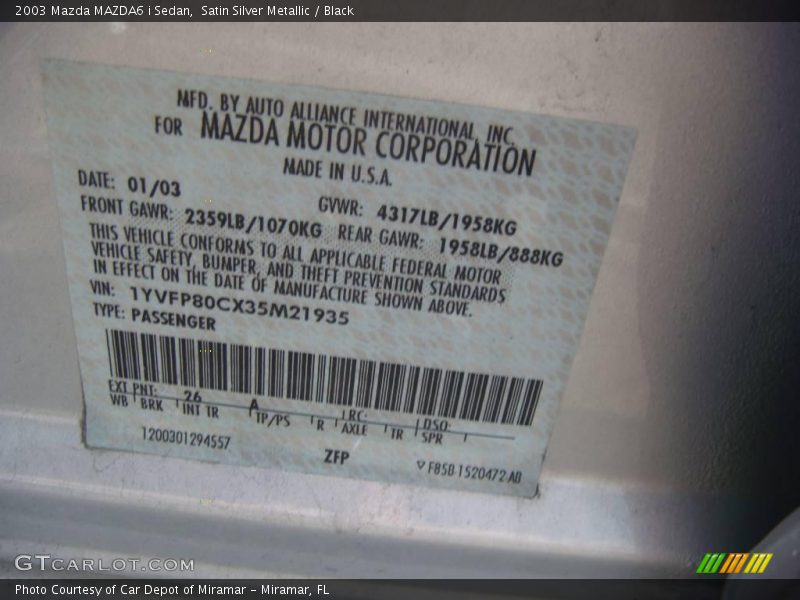 2003 Mazda MAZDA6 i Sedan,  Satin Silver Metallic / Black
MFD. BY AUTO ALLIANCE INTERNATIONAL, INC.
FOR MAZDA MOTOR CORPORATION
MADE IN U.S.A.
DATE: 01/03 GVWR: 4317LB/1958KG
FRONT GAWR: 2359LB/1070KG REAR GAWR: 1958LB/888KG
THIS VEHICLE CONFORMS TO ALL APPLICABLE FEDERAL MOTOR
VEHICLE SAFETY, BUMPER, AND THEFT PREVENTION STANDARDS
IN EFFECT ON THE DATE OF MANUFACTURE SHOWN ABOVE.
VIN: 1YVFP80CX35M21935
TYPE: PASSENGER
EXT PNT: 26 A LRC: DSO:
WB BRK INT TR TP/PS R AXLE TR SPR
1200301294557 ZFP F85B 1520472 AB
GTCARLOT.COM
Photo Courtesy of Car Depot of Miramar – Miramar, FL